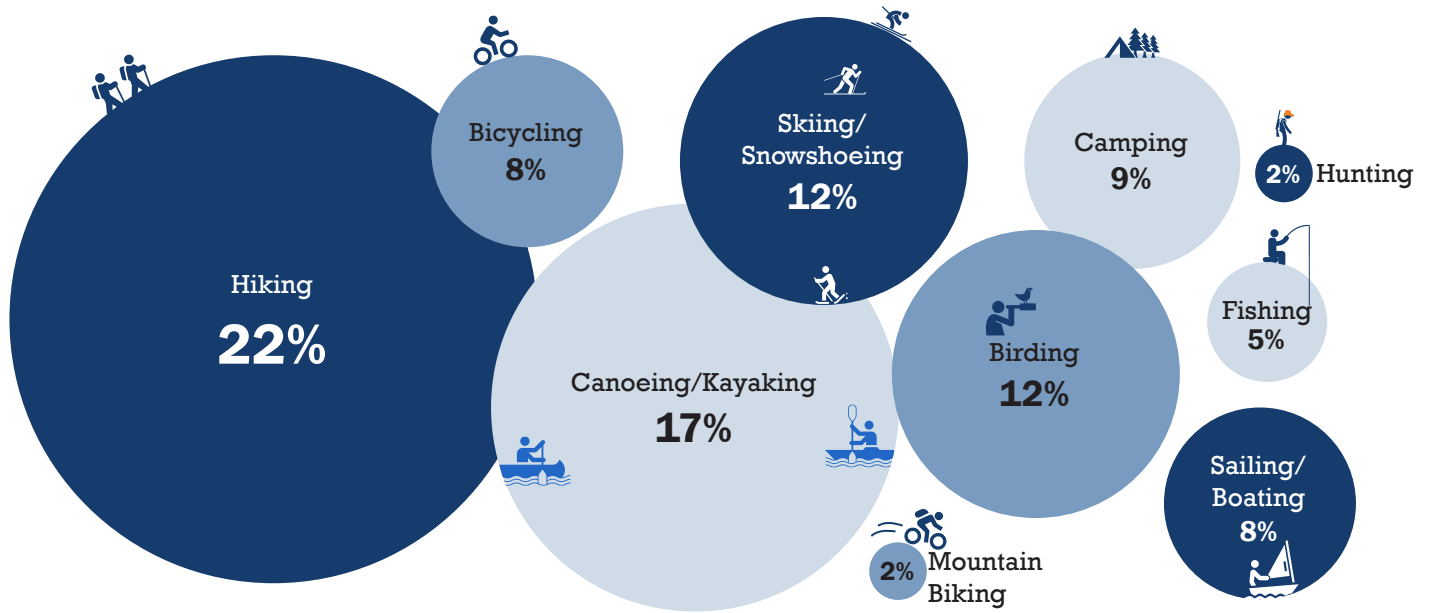 Hiking
22%
Bicycling
8%
Canoeing/Kayaking
17%
Skiing/
Snowshoeing
12%
Camping
9%
2% Hunting
Birding
12%
Fishing
5%
Sailing/
Boating
8%
2% Mountain
Biking